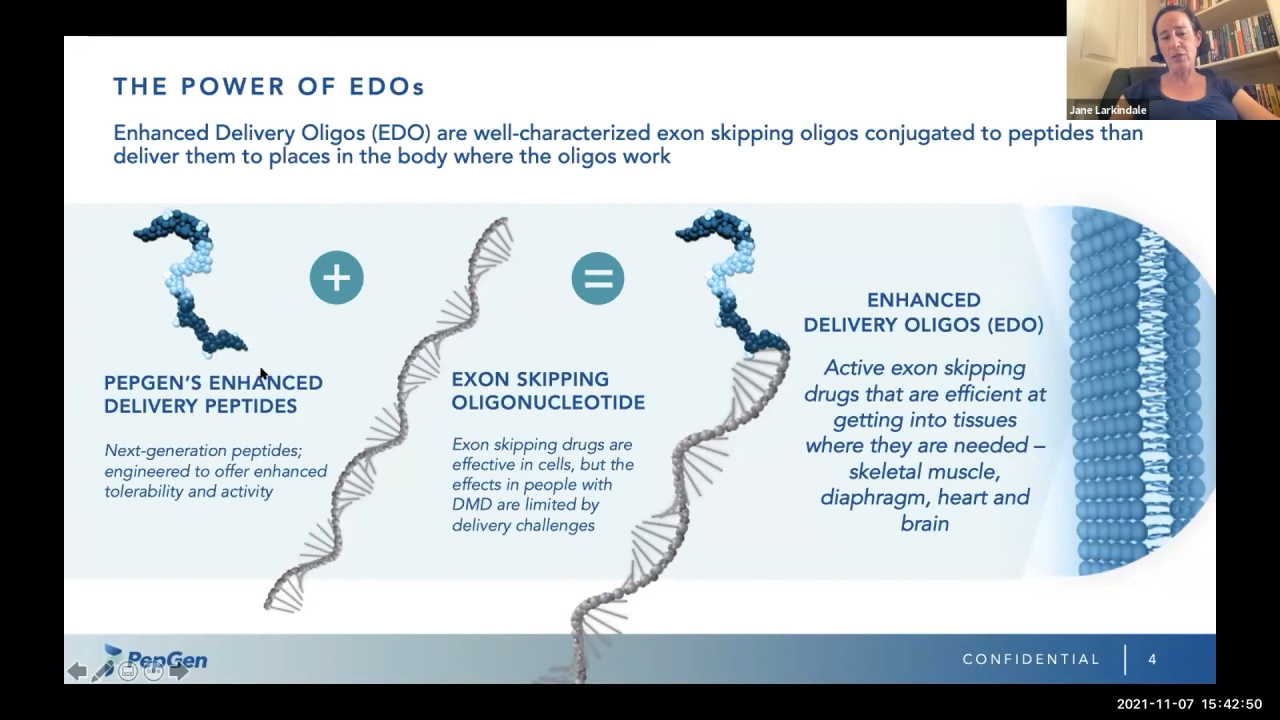 THE POWER OF EDOs
Enhanced Delivery Oligos (EDO) are well-characterized exon skipping oligos conjugated to peptides than
deliver them to places in the body where the oligos work
Jane Larkindale
PEPGEN'S ENHANCED
DELIVERY PEPTIDES
Next-generation peptides;
engineered to offer enhanced
tolerability and activity
EXON SKIPPING
OLIGONUCLEOTIDE
Exon skipping drugs are
effective in cells, but the
effects in people with
DMD are limited by
delivery challenges
ENHANCED
DELIVERY OLIGOS (EDO)
Active exon skipping
drugs that are efficient at
getting into tissues
where they are needed –
skeletal muscle,
diaphragm, heart and
brain
PepGen
CONFIDENTIAL
4
2021-11-07 15:42:50